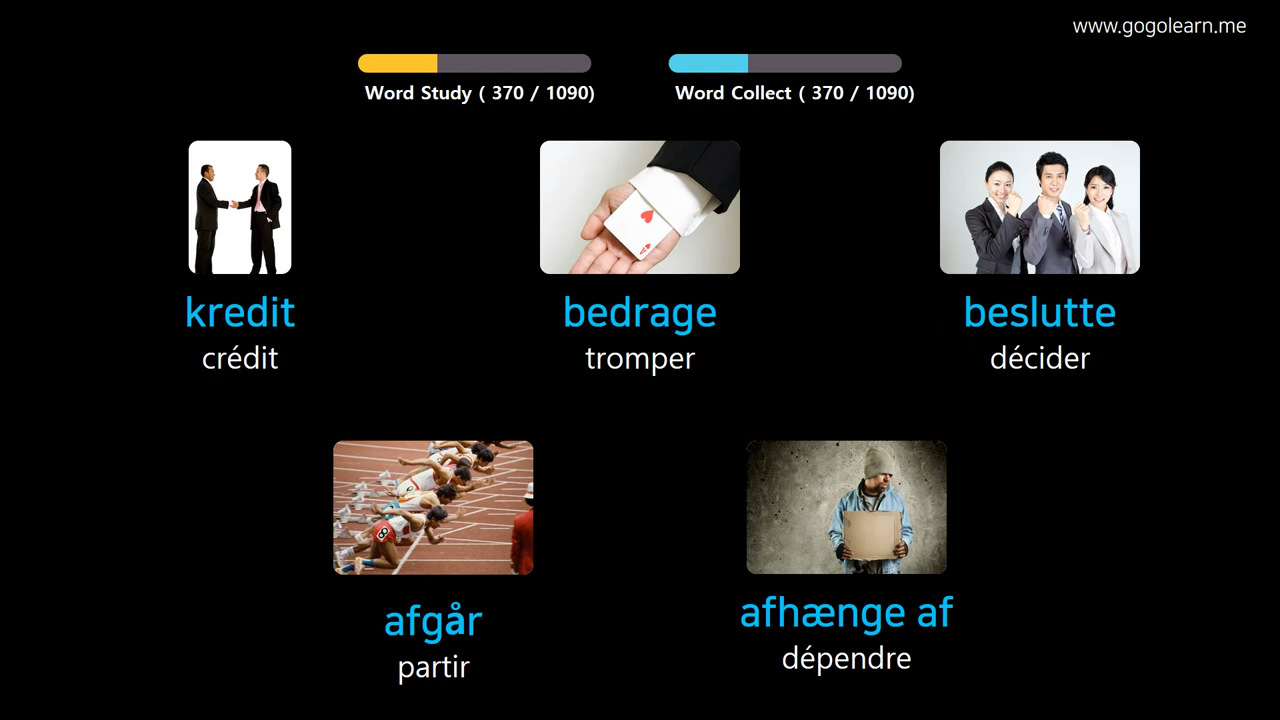 www.gogolearn.me
Word Study ( 370 / 1090)
Word Collect ( 370 / 1090)
kredit
crédit
bedrage
tromper
beslutte
décider
afgår
partir
afhænge af
dépendre